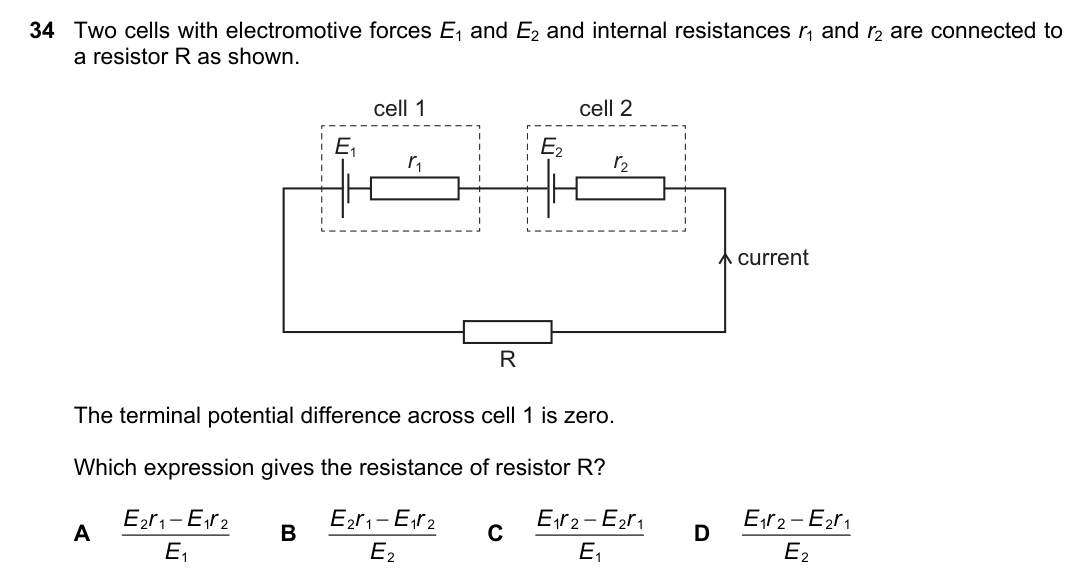 34 Two cells with electromotive forces E₁ and E₂ and internal resistances r₁ and r₂ are connected to
a resistor R as shown.
cell 1 cell 2
E₁ r₁ E₂ r₂
current
R
The terminal potential difference across cell 1 is zero.
Which expression gives the resistance of resistor R?
A (E₂r₁ – E₁r₂)/E₁ B (E₂r₁ – E₁r₂)/E₂ C (E₁r₂ – E₂r₁)/E₁ D (E₁r₂ – E₂r₁)/E₂